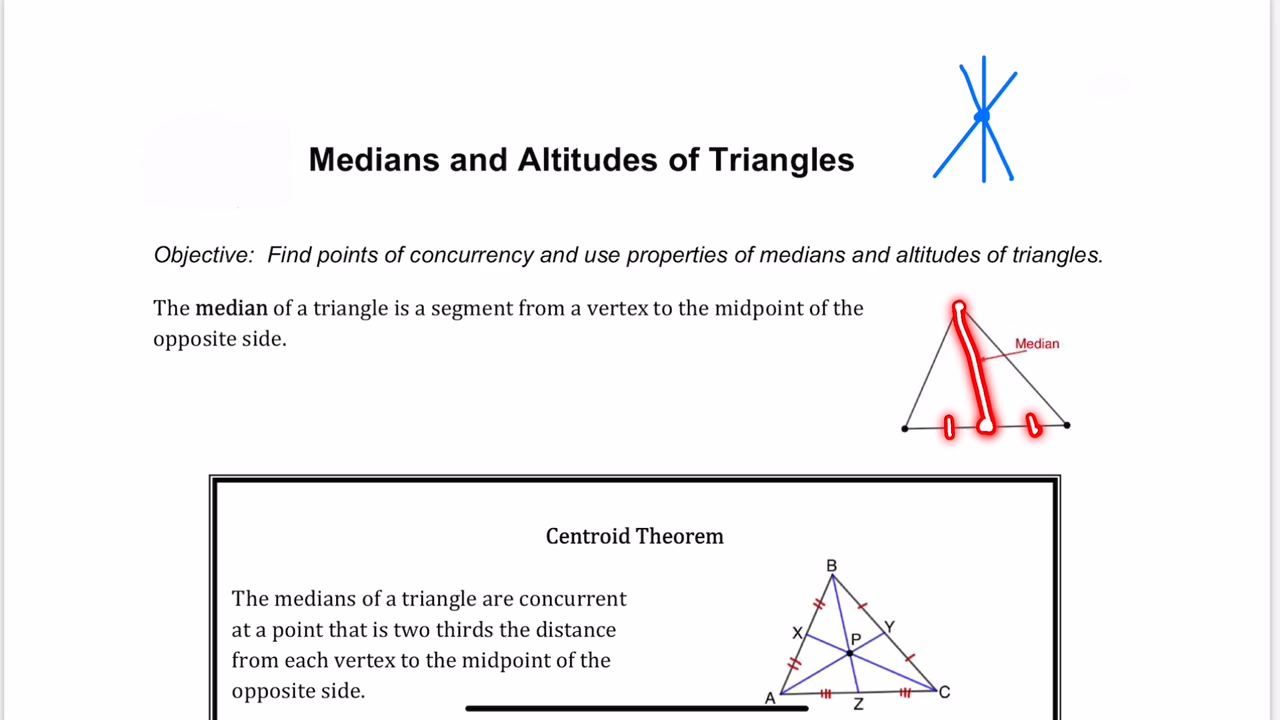 Medians and Altitudes of Triangles
Objective: Find points of concurrency and use properties of medians and altitudes of triangles.
The median of a triangle is a segment from a vertex to the midpoint of the
opposite side.
Median
Centroid Theorem
The medians of a triangle are concurrent
at a point that is two thirds the distance
from each vertex to the midpoint of the
opposite side.
B
X
Y
P
A
Z
C